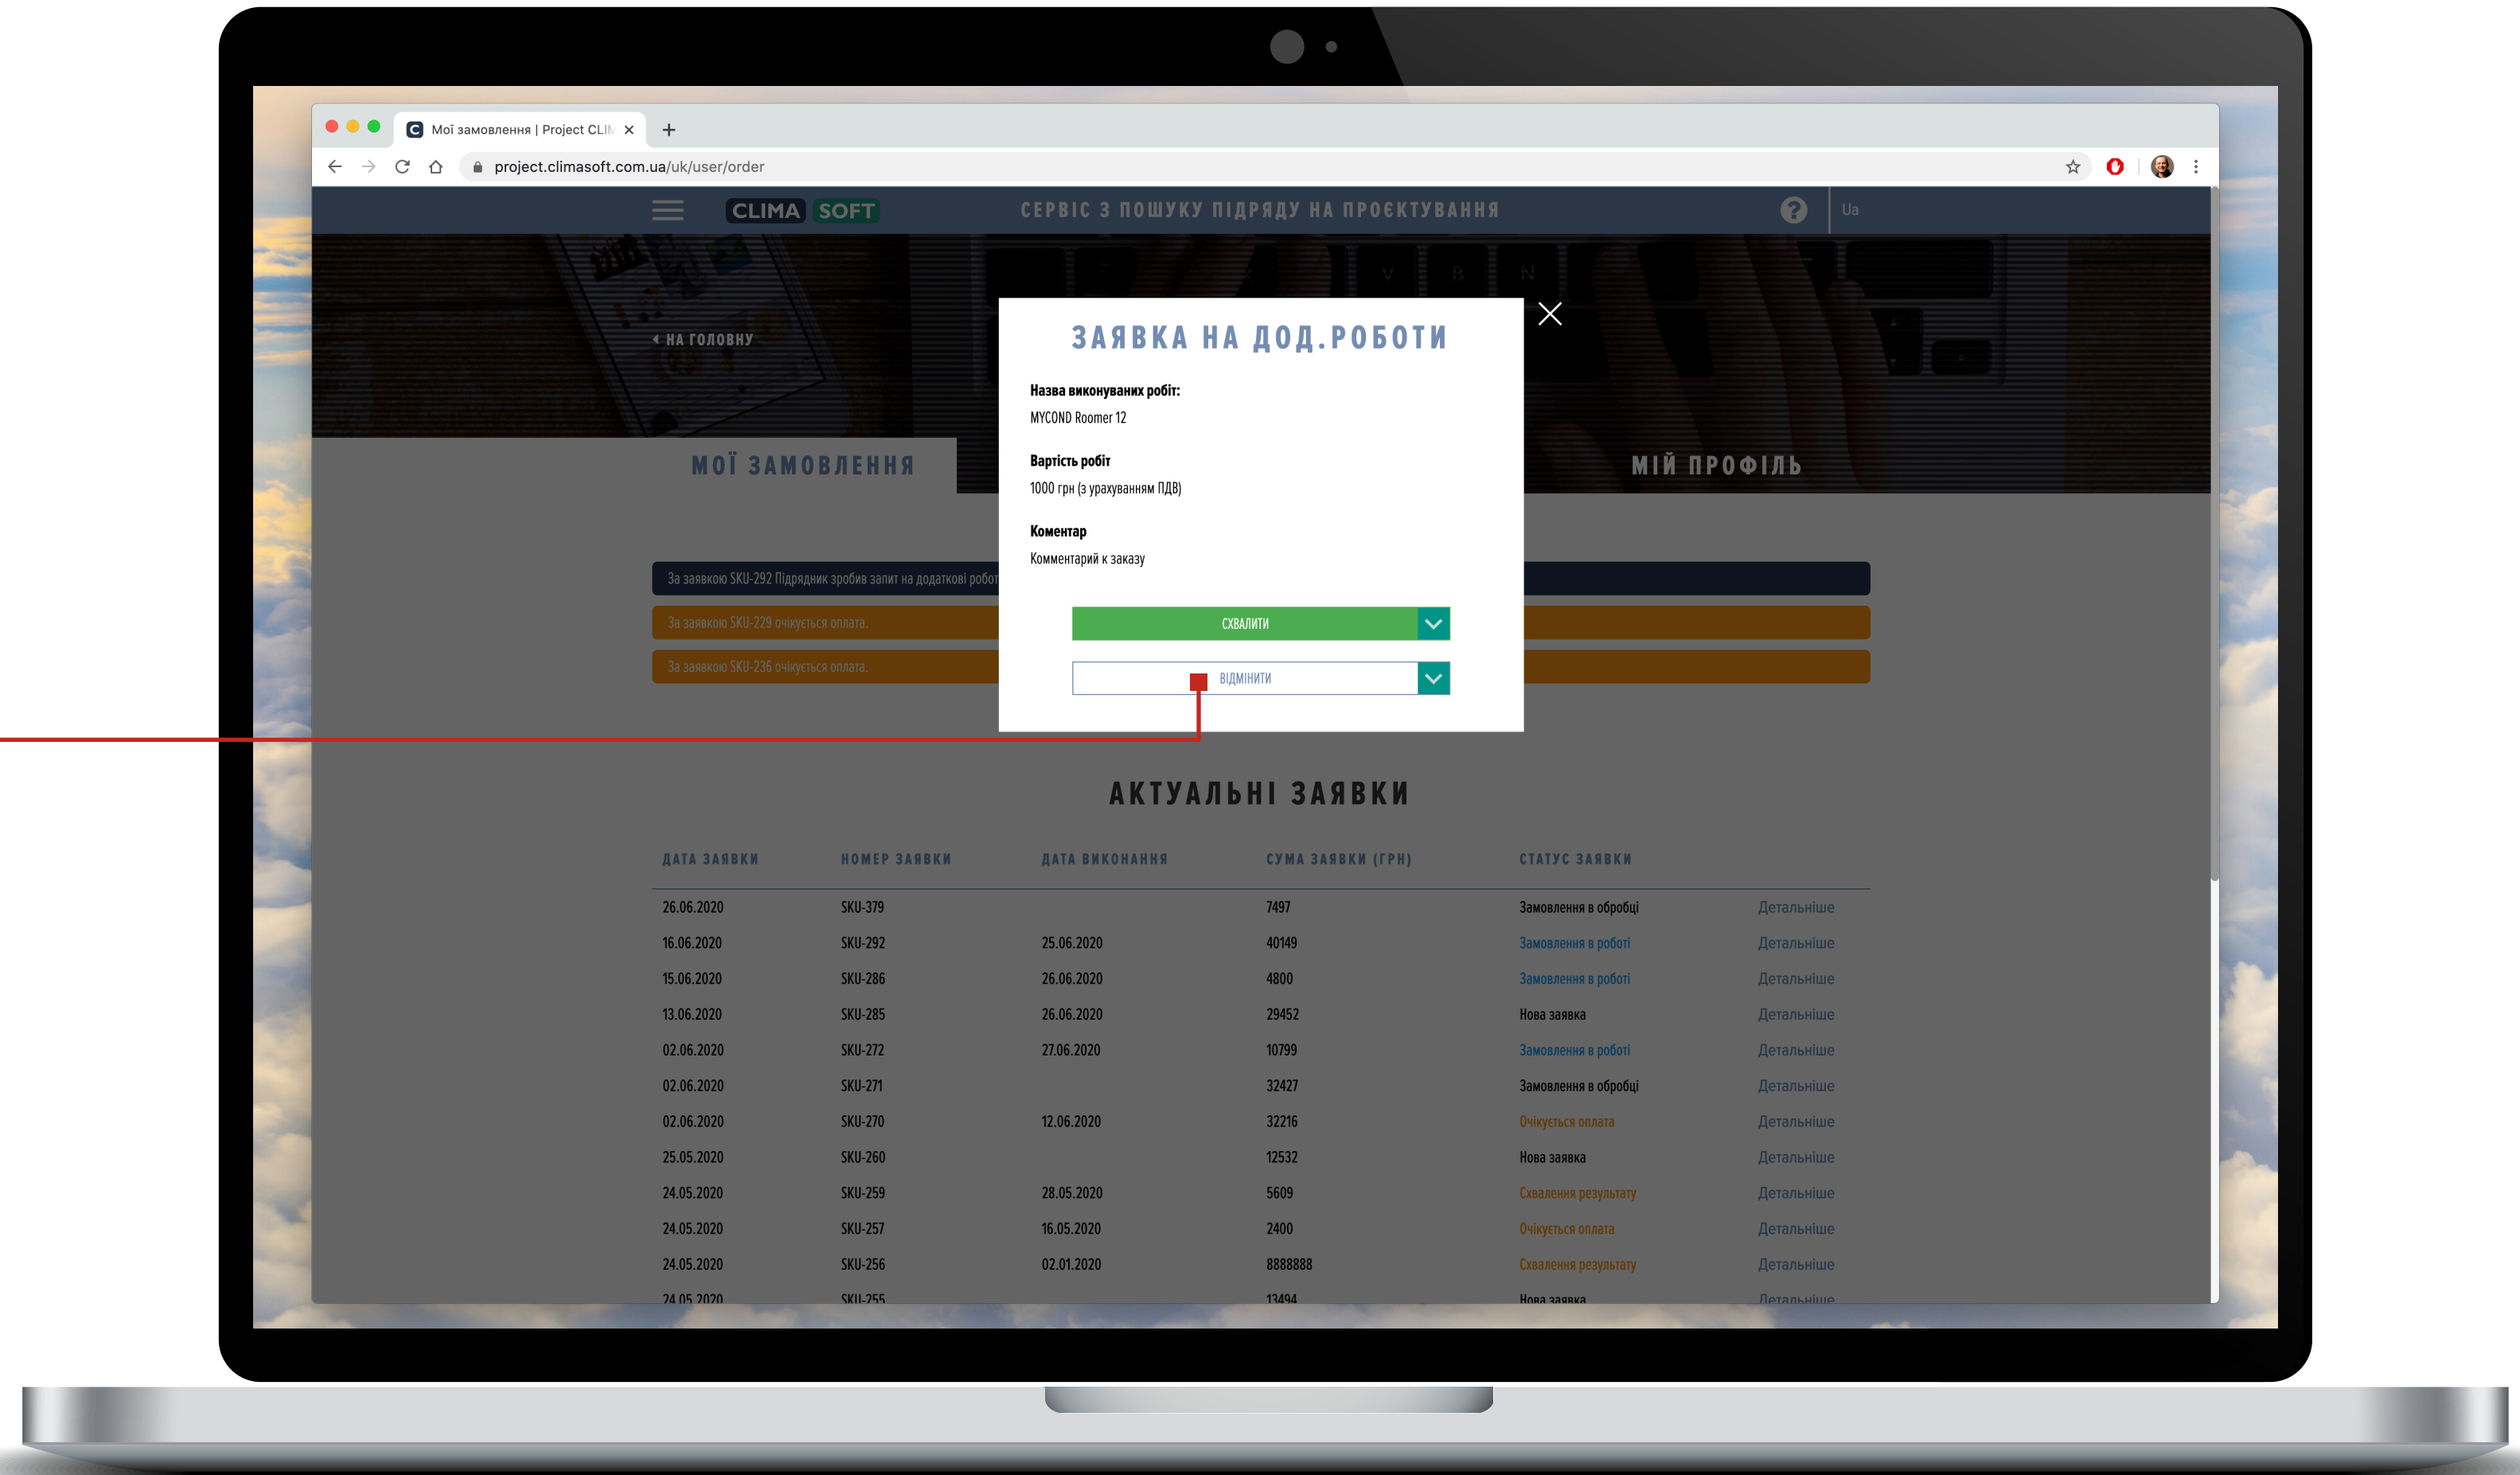 Мої замовлення | Project CLIM
project.climasoft.com.ua/uk/user/order
CLIMA SOFT
СЕРВІС З ПОШУКУ ПІДРЯДУ НА ПРОЄКТУВАННЯ
?
Ua
V B N
НА ГОЛОВНУ
МОЇ ЗАМОВЛЕННЯ
МІЙ ПРОФІЛЬ
ЗАЯВКА НА ДОД.РОБОТИ
Назва виконуваних робіт:
MYCOND Roomer 12
Вартість робіт
1000 грн (з урахуванням ПДВ)
Коментар
Комментарий к заказу
СХВАЛИТИ
ВІДМІНИТИ
За заявкою SKU-292 Підрядник зробив запит на додаткові робот
За заявкою SKU-229 очікується оплата.
За заявкою SKU-236 очікується оплата.
АКТУАЛЬНІ ЗАЯВКИ
ДАТА ЗАЯВКИ НОМЕР ЗАЯВКИ ДАТА ВИКОНАННЯ СУМА ЗАЯВКИ (ГРН) СТАТУС ЗАЯВКИ
26.06.2020 SKU-379 7497 Замовлення в обробці Детальніше
16.06.2020 SKU-292 25.06.2020 40149 Замовлення в роботі Детальніше
15.06.2020 SKU-286 26.06.2020 4800 Замовлення в роботі Детальніше
13.06.2020 SKU-285 26.06.2020 29452 Нова заявка Детальніше
02.06.2020 SKU-272 27.06.2020 10799 Замовлення в роботі Детальніше
02.06.2020 SKU-271 32427 Замовлення в обробці Детальніше
02.06.2020 SKU-270 12.06.2020 32216 Очікується оплата Детальніше
25.05.2020 SKU-260 12532 Нова заявка Детальніше
24.05.2020 SKU-259 28.05.2020 5609 Схвалення результату Детальніше
24.05.2020 SKU-257 16.05.2020 2400 Очікується оплата Детальніше
24.05.2020 SKU-256 02.01.2020 8888888 Схвалення результату Детальніше
24.05.2020 SKU-255 13494 Нова заявка Детальніше